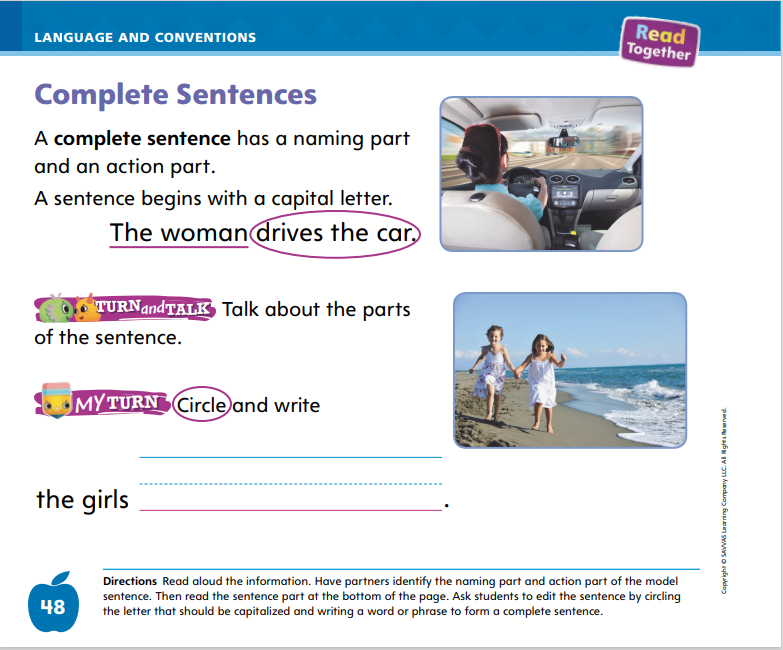 LANGUAGE AND CONVENTIONS
Read
Together
Complete Sentences
A complete sentence has a naming part
and an action part.
A sentence begins with a capital letter.
The woman drives the car.
TURNandTALK Talk about the parts
of the sentence.
MY TURN Circle and write
the girls .
Directions Read aloud the information. Have partners identify the naming part and action part of the model
sentence. Then read the sentence part at the bottom of the page. Ask students to edit the sentence by circling
the letter that should be capitalized and writing a word or phrase to form a complete sentence.
48
Copyright © SAVVAS Learning Company LLC. All Rights Reserved.